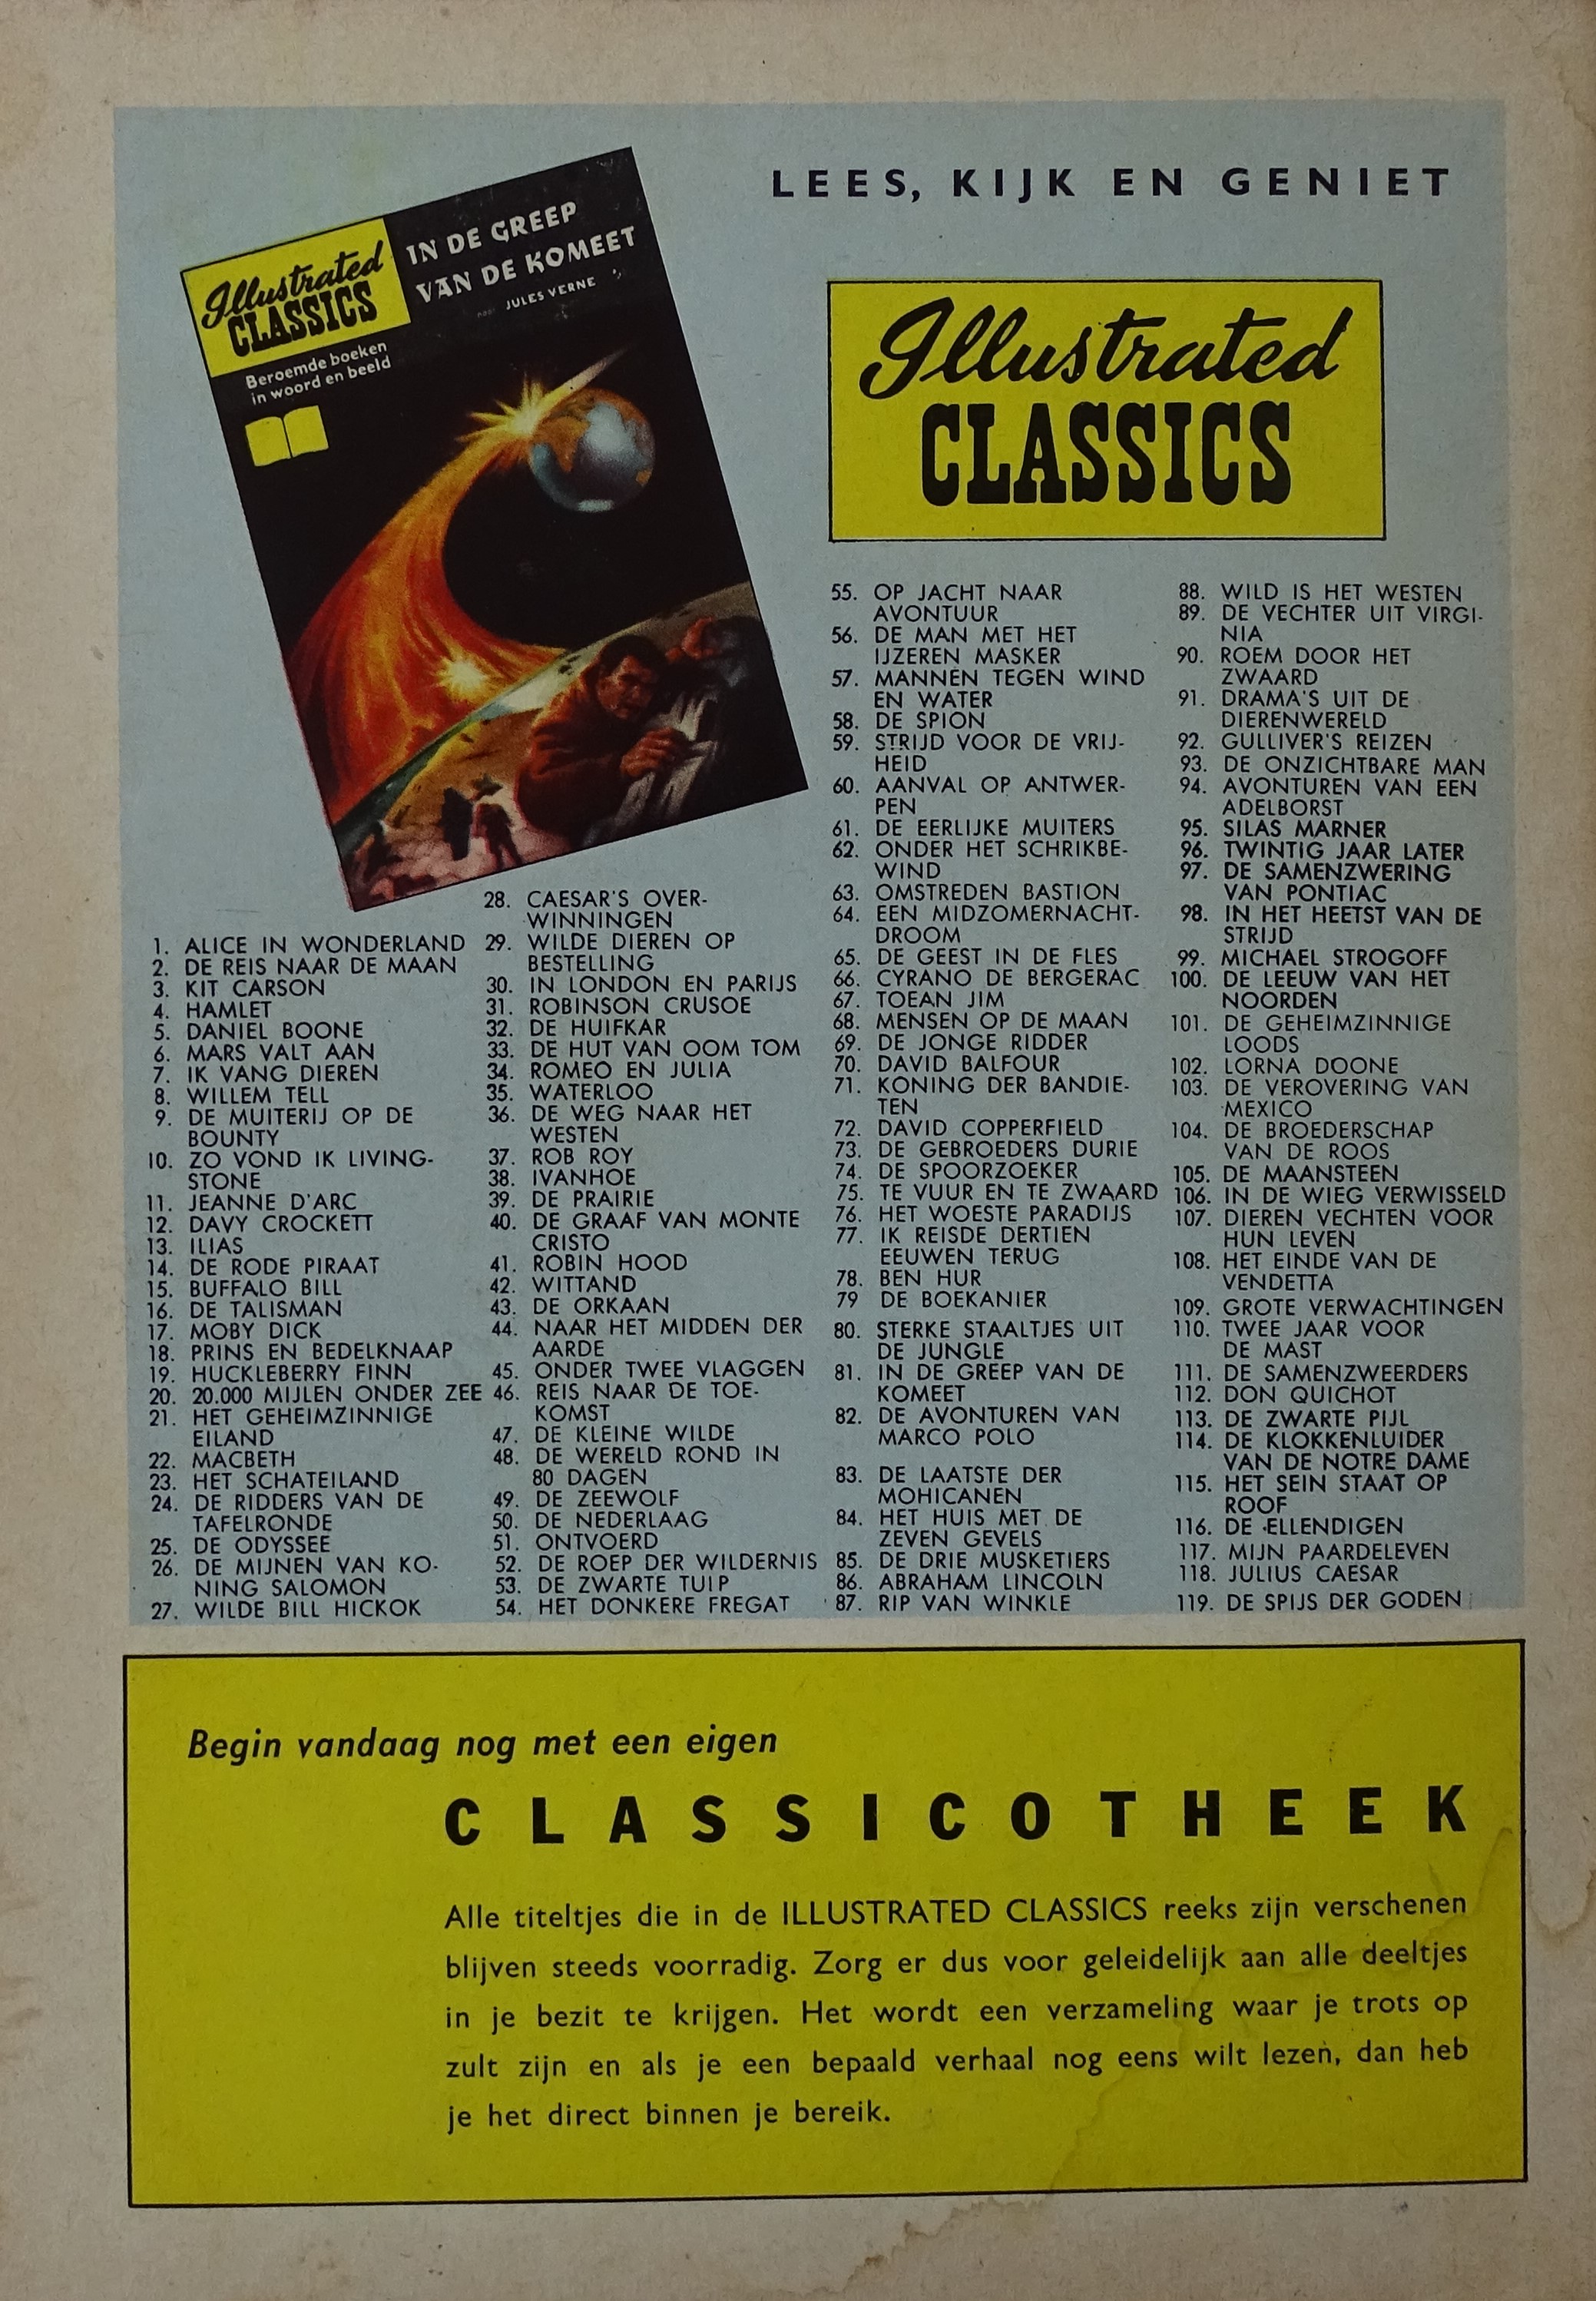 LEES, KIJK EN GENIET
Illustrated
CLASSICS
Beroemde boeken
in woord en beeld
IN DE GREEP
VAN DE KOMEET
JULES VERNE
Illustrated
CLASSICS
1. ALICE IN WONDERLAND
2. DE REIS NAAR DE MAAN
3. KIT CARSON
4. HAMLET
5. DANIEL BOONE
6. MARS VALT AAN
7. IK VANG DIEREN
8. WILLEM TELL
9. DE MUITERIJ OP DE
BOUNTY
10. ZO VOND IK LIVING-
STONE
11. JEANNE D'ARC
12. DAVY CROCKETT
13. ILIAS
14. DE RODE PIRAAT
15. BUFFALO BILL
16. DE TALISMAN
17. MOBY DICK
18. PRINS EN BEDELKNAAP
19. HUCKLEBERRY FINN
20. 20.000 MIJLEN ONDER ZEE
21. HET GEHEIMZINNIGE
EILAND
22. MACBETH
23. HET SCHATEILAND
24. DE RIDDERS VAN DE
TAFELRONDE
25. DE ODYSSEE
26. DE MIJNEN VAN KO-
NING SALOMON
27. WILDE BILL HICKOK
28. CAESAR'S OVER-
WINNINGEN
29. WILDE DIEREN OP
BESTELLING
30. IN LONDON EN PARIJS
31. ROBINSON CRUSOE
32. DE HUIFKAR
33. DE HUT VAN OOM TOM
34. ROMEO EN JULIA
35. WATERLOO
36. DE WEG NAAR HET
WESTEN
37. ROB ROY
38. IVANHOE
39. DE PRAIRIE
40. DE GRAAF VAN MONTE
CRISTO
41. ROBIN HOOD
42. WITTAND
43. DE ORKAAN
44. NAAR HET MIDDEN DER
AARDE
45. ONDER TWEE VLAGGEN
46. REIS NAAR DE TOE-
KOMST
47. DE KLEINE WILDE
48. DE WERELD ROND IN
80 DAGEN
49. DE ZEEWOLF
50. DE NEDERLAAG
51. ONTVOERD
52. DE ROEP DER WILDERNIS
53. DE ZWARTE TULP
54. HET DONKERE FREGAT
55. OP JACHT NAAR
AVONTUUR
56. DE MAN MET HET
IJZEREN MASKER
57. MANNEN TEGEN WIND
EN WATER
58. DE SPION
59. STRIJD VOOR DE VRIJ-
HEID
60. AANVAL OP ANTWER-
PEN
61. DE EERLIJKE MUITERS
62. ONDER HET SCHRIKBE-
WIND
63. OMSTREDEN BASTION
64. EEN MIDZOMERNACHT-
DROOM
65. DE GEEST IN DE FLES
66. CYRANO DE BERGERAC
67. TOEAN JIM
68. MENSEN OP DE MAAN
69. DE JONGE RIDDER
70. DAVID BALFOUR
71. KONING DER BANDIE-
TEN
72. DAVID COPPERFIELD
73. DE GEBROEDERS DURIE
74. DE SPOORZOEKER
75. TE VUUR EN TE ZWAARD
76. HET WOESTE PARADIJS
77. IK REISDE DERTIEN
EEUWEN TERUG
78. BEN HUR
79 DE BOEKANIER
80. STERKE STAALTJES UIT
DE JUNGLE
81. IN DE GREEP VAN DE
KOMEET
82. DE AVONTUREN VAN
MARCO POLO
83. DE LAATSTE DER
MOHICANEN
84. HET HUIS MET DE
ZEVEN GEVELS
85. DE DRIE MUSKETIERS
86. ABRAHAM LINCOLN
87. RIP VAN WINKLE
88. WILD IS HET WESTEN
89. DE VECHTER UIT VIRGI-
NIA
90. ROEM DOOR HET
ZWAARD
91. DRAMA'S UIT DE
DIERENWERELD
92. GULLIVER'S REIZEN
93. DE ONZICHTBARE MAN
94. AVONTUREN VAN EEN
ADELBORST
95. SILAS MARNER
96. TWINTIG JAAR LATER
97. DE SAMENZWERING
VAN PONTIAC
98. IN HET HEETST VAN DE
STRIJD
99. MICHAEL STROGOFF
100. DE LEEUW VAN HET
NOORDEN
101. DE GEHEIMZINNIGE
LOODS
102. LORNA DOONE
103. DE VEROVERING VAN
MEXICO
104. DE BROEDERSCHAP
VAN DE ROOS
105. DE MAANSTEEN
106. IN DE WIEG VERWISSELD
107. DIEREN VECHTEN VOOR
HUN LEVEN
108. HET EINDE VAN DE
VENDETTA
109. GROTE VERWACHTINGEN
110. TWEE JAAR VOOR
DE MAST
111. DE SAMENZWEERDERS
112. DON QUICHOT
113. DE ZWARTE PIJL
114. DE KLOKKENLUIDER
VAN DE NOTRE DAME
115. HET SEIN STAAT OP
ROOF
116. DE ELLENDIGEN
117. MIJN PAARDELEVEN
118. JULIUS CAESAR
119. DE SPIJS DER GODEN
Begin vandaag nog met een eigen
CLASSICOTHEEK
Alle titeltjes die in de ILLUSTRATED CLASSICS reeks zijn verschenen
blijven steeds voorradig. Zorg er dus voor geleidelijk aan alle deeltjes
in je bezit te krijgen. Het wordt een verzameling waar je trots op
zult zijn en als je een bepaald verhaal nog eens wilt lezen, dan heb
je het direct binnen je bereik.